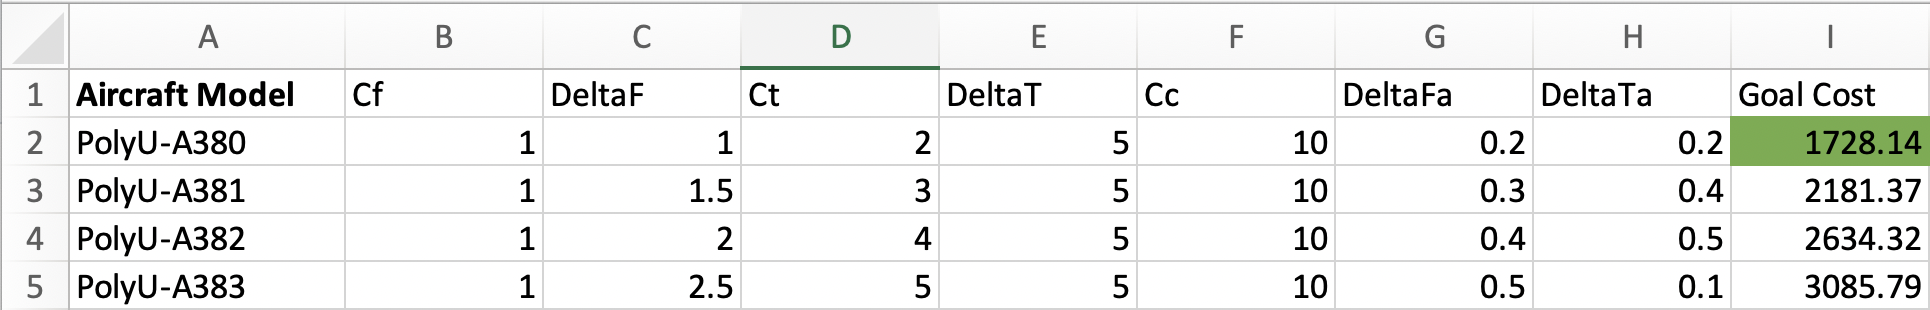 A B C D E F G H I
1 Aircraft Model Cf DeltaF Ct DeltaT Cc DeltaFa DeltaTa Goal Cost
2 PolyU-A380 1 1 2 5 10 0.2 0.2 1728.14
3 PolyU-A381 1 1.5 3 5 10 0.3 0.4 2181.37
4 PolyU-A382 1 2 4 5 10 0.4 0.5 2634.32
5 PolyU-A383 1 2.5 5 5 10 0.5 0.1 3085.79